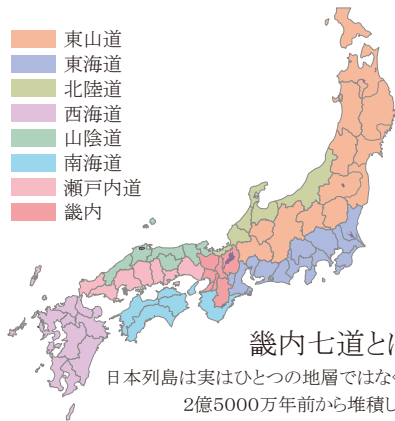 東山道
東海道
北陸道
西海道
山陰道
南海道
瀬戸内道
畿内
畿内七道とは
日本列島は実はひとつの地層ではなく
2億5000万年前から堆積し